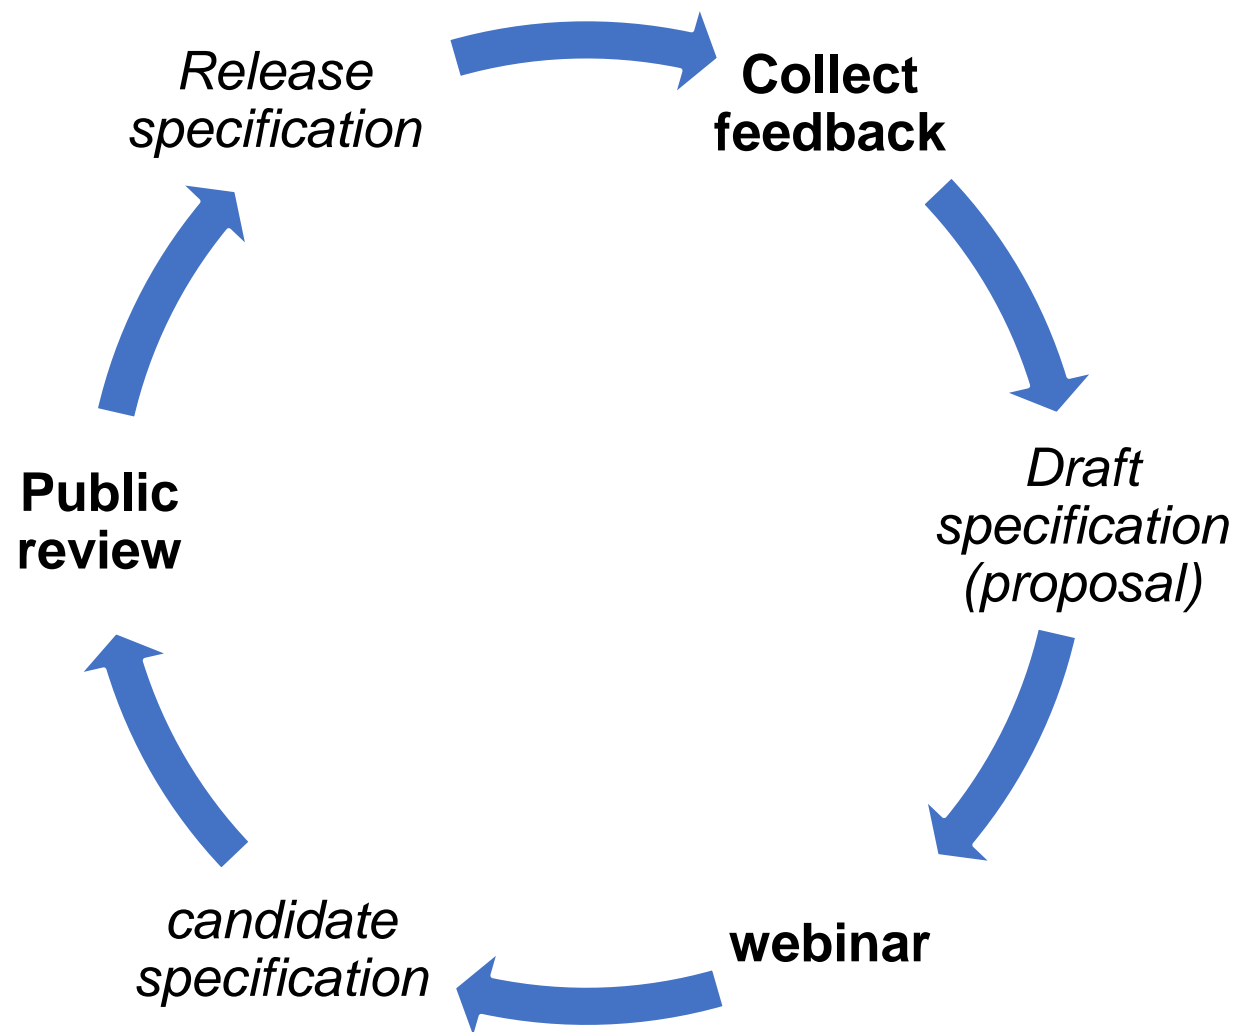 Release
specification
Collect
feedback
Draft
specification
(proposal)
webinar
candidate
specification
Public
review